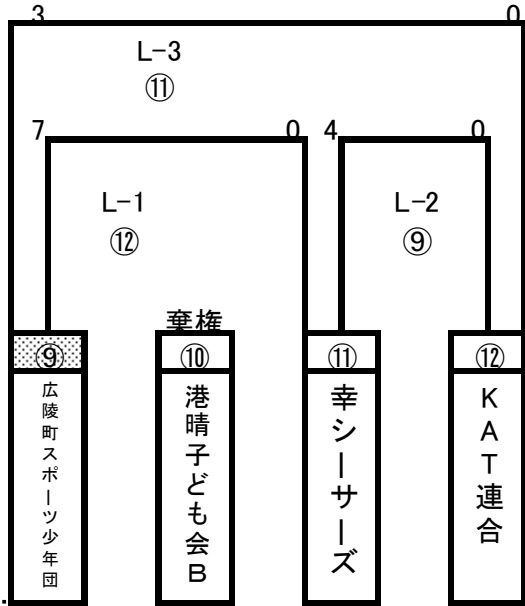 3 0
L-3
⑪
7 0 4 0
L-1 L-2
⑫ ⑨
棄権
⑨ ⑩ ⑪ ⑫
広陵町スポーツ少年団
港晴子ども会B
幸シーサーズ
KAT連合